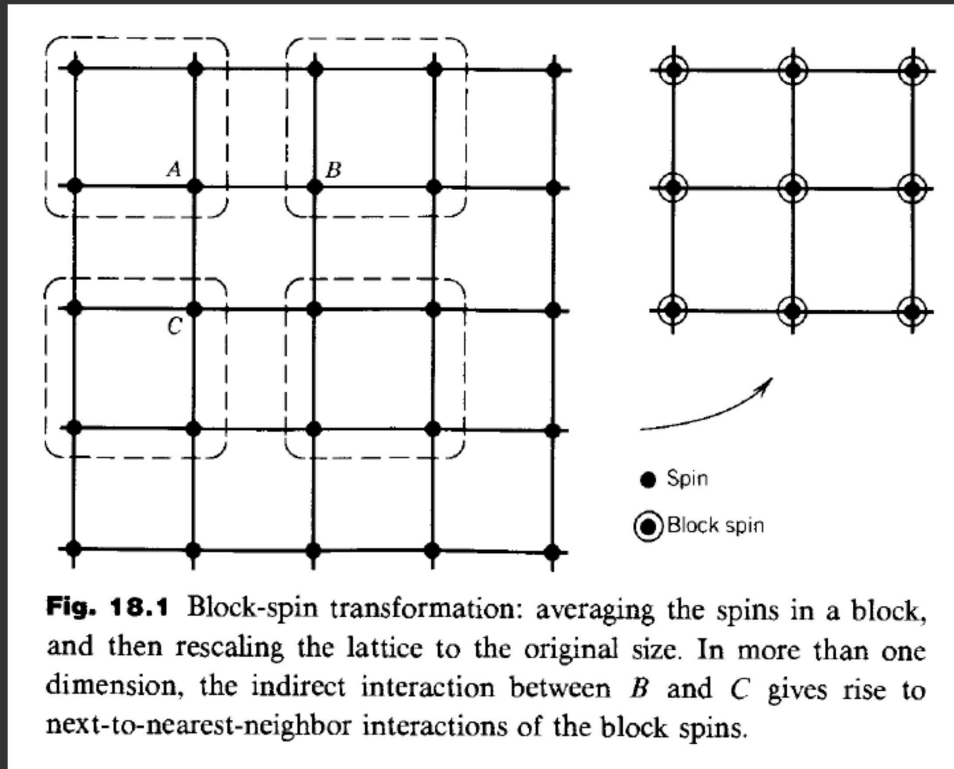 A
B
C
Spin
Block spin
Fig. 18.1 Block-spin transformation: averaging the spins in a block,
and then rescaling the lattice to the original size. In more than one
dimension, the indirect interaction between B and C gives rise to
next-to-nearest-neighbor interactions of the block spins.